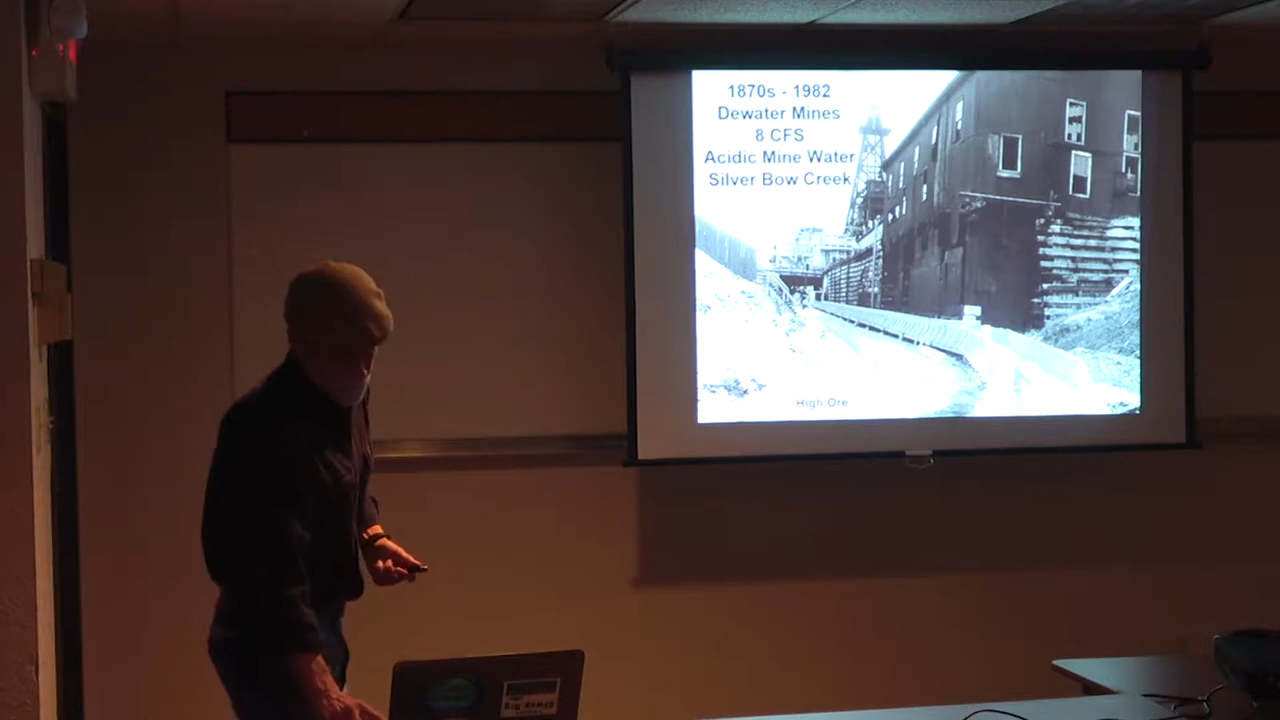 1870s - 1982
Dewater Mines
8 CFS
Acidic Mine Water
Silver Bow Creek
High Ore